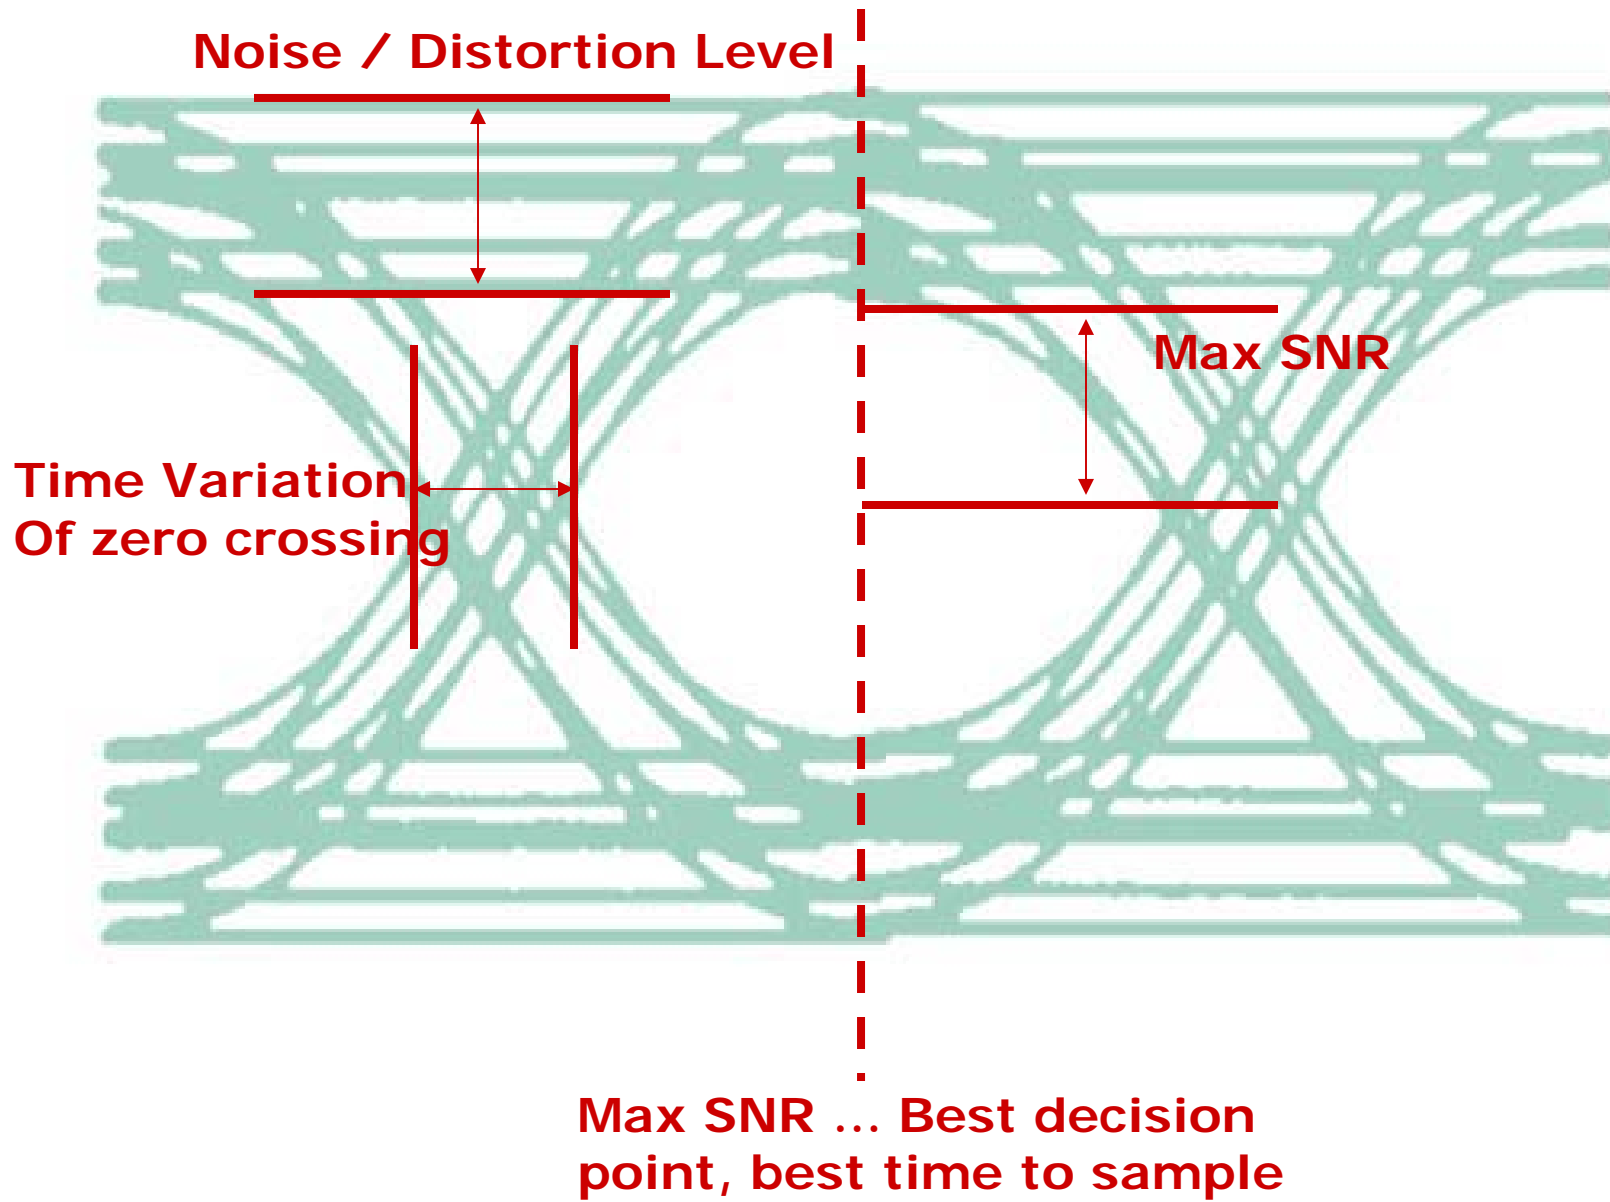 Noise / Distortion Level
Max SNR
Time Variation
Of zero crossing
Max SNR ... Best decision
point, best time to sample